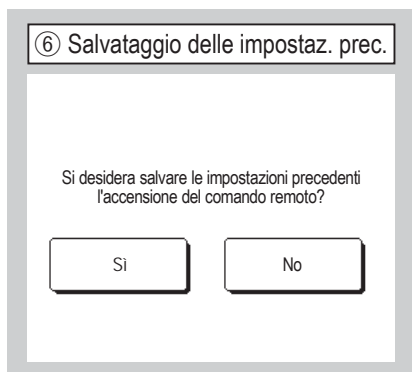 ⑥ Salvataggio delle impostaz. prec.
Si desidera salvare le impostazioni precedenti
l'accensione del comando remoto?
Sì
No